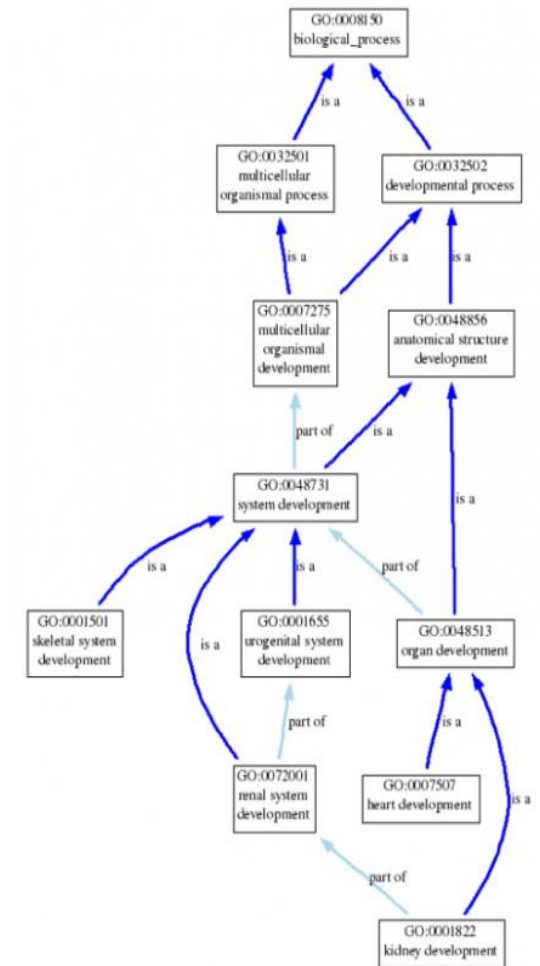 GO:0008150
biological_process
is a
is a
GO:0032501
multicellular
organismal process
GO:0032502
developmental process
is a
is a
is a
GO:0007275
multicellular
organismal
development
GO:0048856
anatomical structure
development
part of
is a
GO:0048731
system development
is a
is a
part of
is a
GO:0001501
skeletal system
development
is a
GO:0001655
urogenital system
development
GO:0048513
organ development
part of
is a
GO:0072001
renal system
development
GO:0007507
heart development
is a
part of
GO:0001822
kidney development